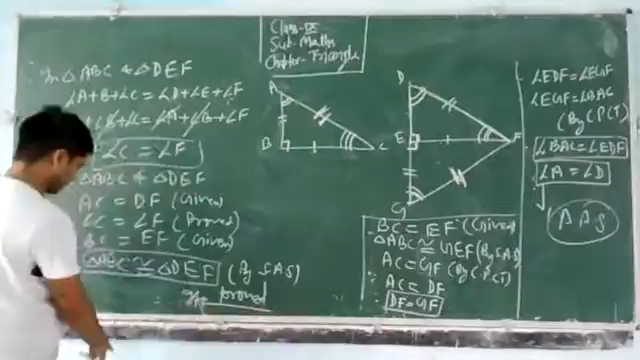 Class-IX
Sub-Maths
Chapter-Triangle
In △ABC & △DEF
∠A+∠B+∠C = ∠D+∠E+∠F
+∠B+∠C = ∠A+∠B+∠F
∠C = ∠F
△ABC & △DEF
AC = DF (Given)
∠C = ∠F (Proved)
BC = EF (Given)
△ABC ≅ △DEF (By SAS)
proved
A
B
C
D
E
F
G
BC = EF (Given)
△ABC ≅ GEF (By SAS)
AC = GF (By C.P.C.T)
AC = DF
DF = GF
∠EDF = ∠EGF
∠EGF = ∠BAC
(By C.P.C.T)
∠BAC = ∠EDF
∠A = ∠D
AAS